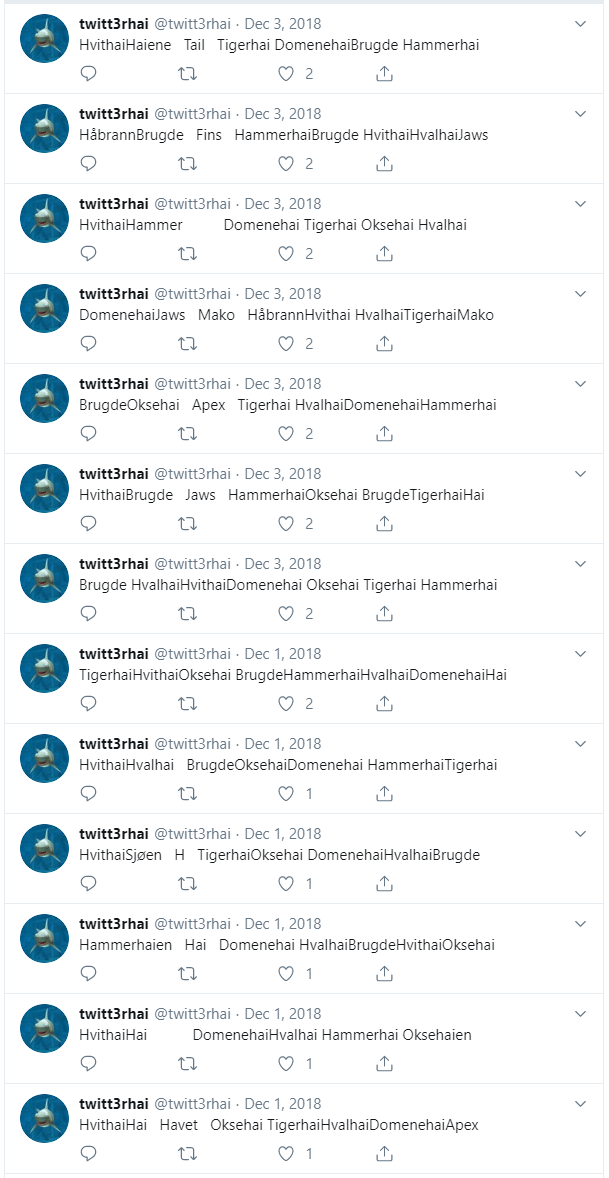 twitt3rhai @twitt3rhai · Dec 3, 2018
HvithaiHaiene   Tail   Tigerhai DomenehaiBrugde Hammerhai
2
twitt3rhai @twitt3rhai · Dec 3, 2018
HåbrannBrugde   Fins   HammerhaiBrugde HvithaiHvalhaiJaws
2
twitt3rhai @twitt3rhai · Dec 3, 2018
HvithaiHammer          Domenehai Tigerhai Oksehai Hvalhai
2
twitt3rhai @twitt3rhai · Dec 3, 2018
DomenehaiJaws   Mako   HåbrannHvithai HvalhaiTigerhaiMako
2
twitt3rhai @twitt3rhai · Dec 3, 2018
BrugdeOksehai   Apex   Tigerhai HvalhaiDomenehaiHammerhai
2
twitt3rhai @twitt3rhai · Dec 3, 2018
HvithaiBrugde   Jaws   HammerhaiOksehai BrugdeTigerhaiHai
2
twitt3rhai @twitt3rhai · Dec 3, 2018
Brugde HvalhaiHvithaiDomenehai Oksehai Tigerhai Hammerhai
2
twitt3rhai @twitt3rhai · Dec 1, 2018
TigerhaiHvithaiOksehai BrugdeHammerhaiHvalhaiDomenehaiHai
2
twitt3rhai @twitt3rhai · Dec 1, 2018
HvithaiHvalhai   BrugdeOksehaiDomenehai HammerhaiTigerhai
1
twitt3rhai @twitt3rhai · Dec 1, 2018
HvithaiSjøen   H   TigerhaiOksehai DomenehaiHvalhaiBrugde
1
twitt3rhai @twitt3rhai · Dec 1, 2018
Hammerhaien   Hai   Domenehai HvalhaiBrugdeHvithaiOksehai
1
twitt3rhai @twitt3rhai · Dec 1, 2018
HvithaiHai           DomenehaiHvalhai Hammerhai Oksehaien
1
twitt3rhai @twitt3rhai · Dec 1, 2018
HvithaiHai   Havet   Oksehai TigerhaiHvalhaiDomenehaiApex
1